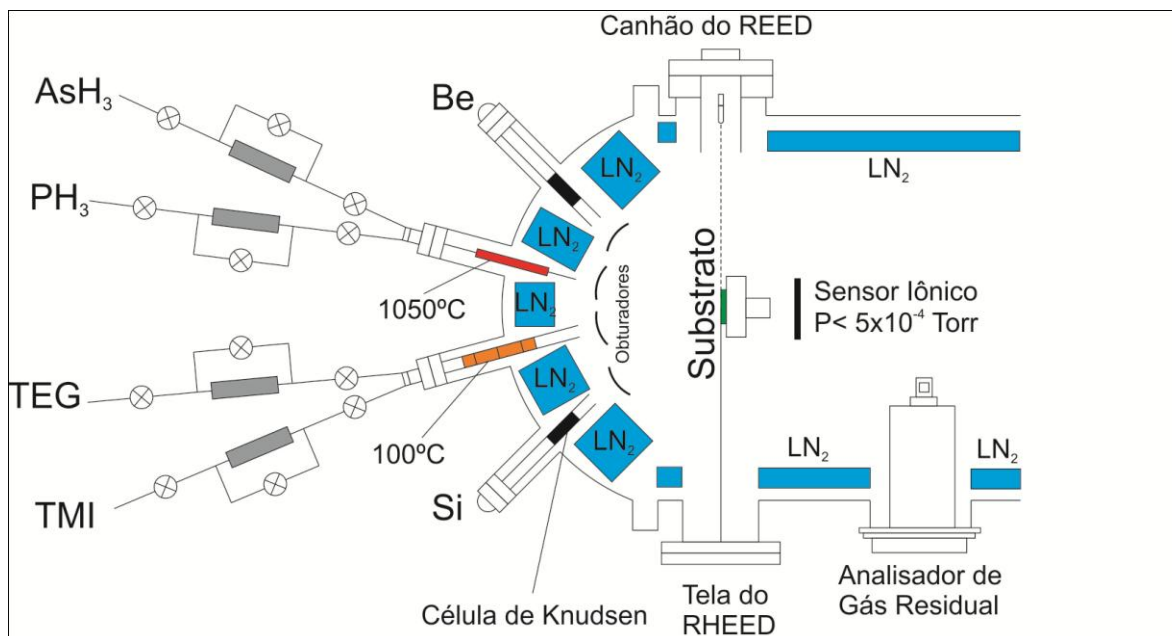 Canhão do REED
AsH₃
Be
LN₂
LN₂
PH₃
LN₂
1050ºC
LN₂
Obturadores
Substrato
Sensor Iônico
P< 5x10⁻⁴ Torr
TEG
LN₂
100ºC
LN₂
LN₂
LN₂
TMI
Si
Célula de Knudsen
Tela do
RHEED
Analisador de
Gás Residual